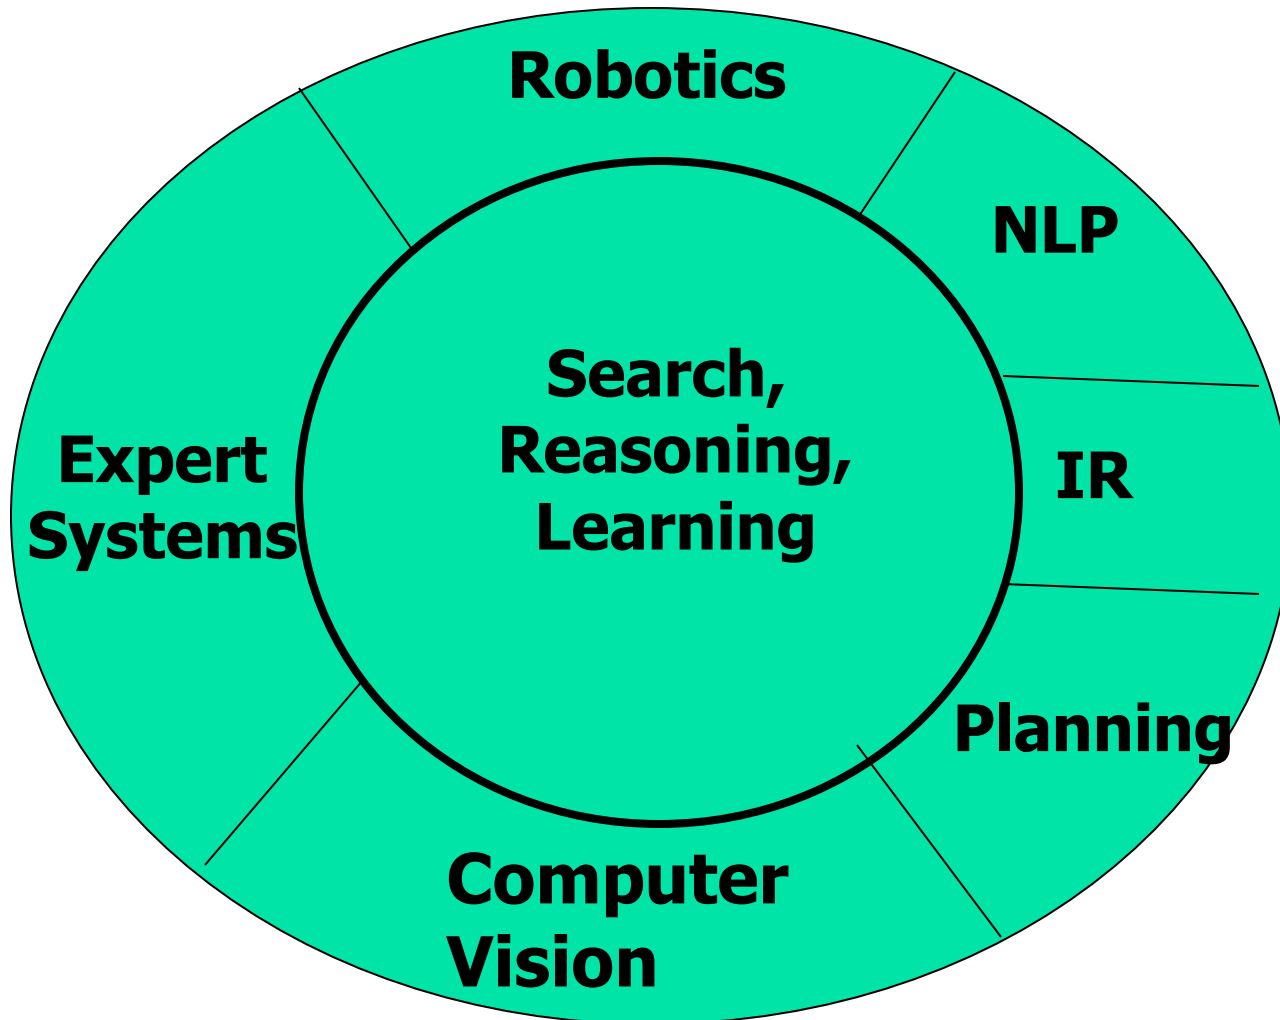 Robotics
NLP
Search,
Reasoning,
Learning
Expert
Systems
IR
Planning
Computer
Vision